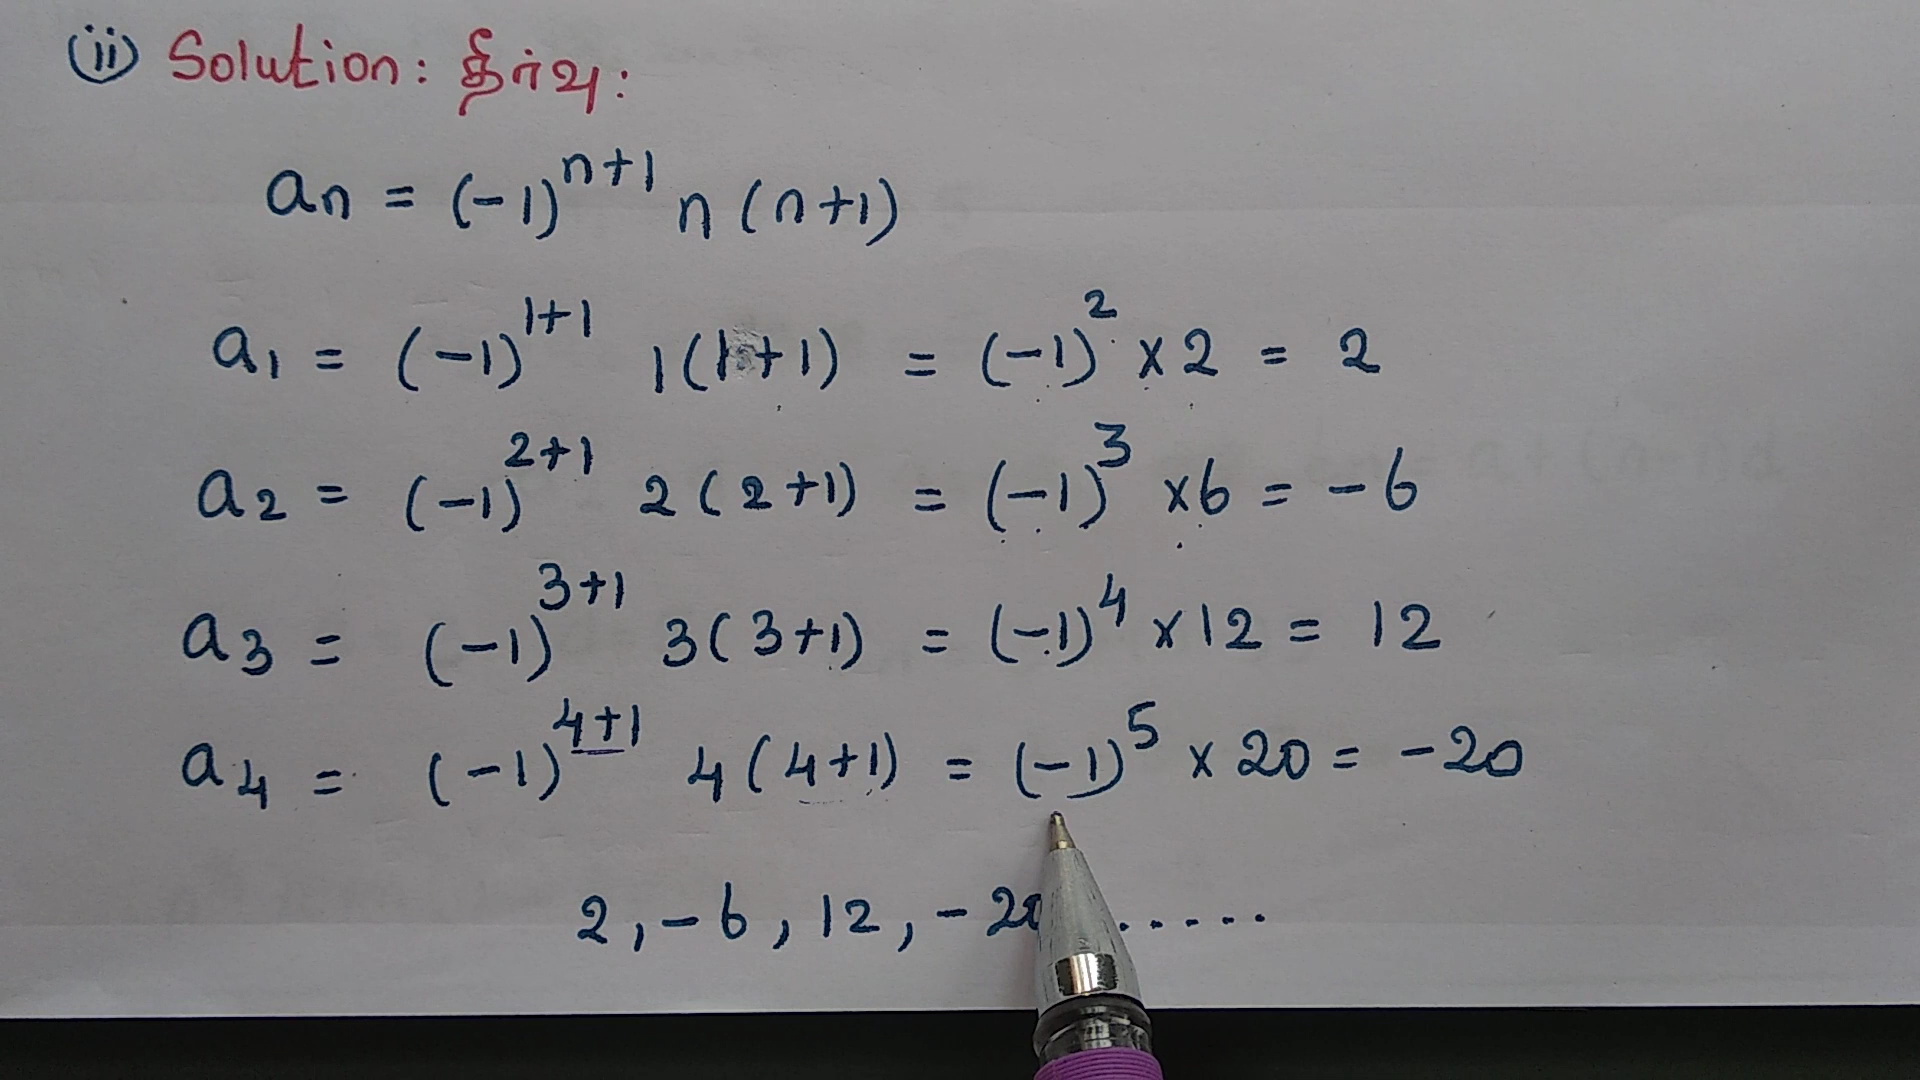 (ii) Solution: தீர்வு:
an = (-1)^{n+1} n (n+1)
a₁ = (-1)^{1+1} 1(1+1) = (-1)² × 2 = 2
a₂ = (-1)^{2+1} 2(2+1) = (-1)³ × 6 = -6
a₃ = (-1)^{3+1} 3(3+1) = (-1)⁴ × 12 = 12
a₄ = (-1)^{4+1} 4(4+1) = (-1)⁵ × 20 = -20
2, -6, 12, -20 .....